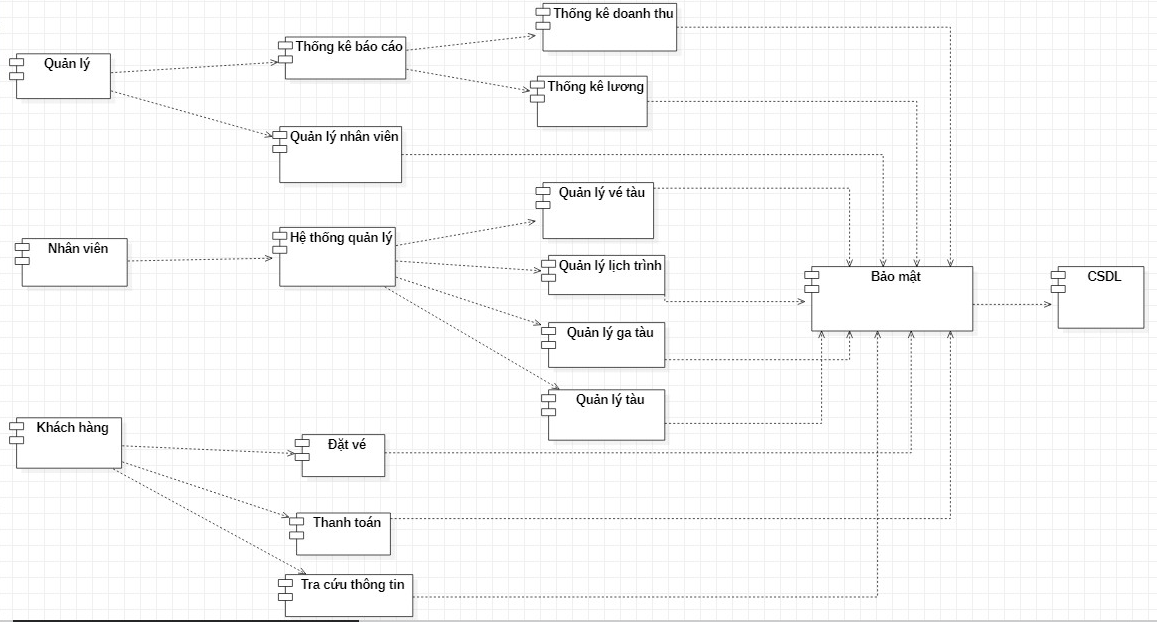 Thống kê doanh thu
Quản lý
Thống kê báo cáo
Thống kê lương
Quản lý nhân viên
Quản lý vé tàu
Nhân viên
Hệ thống quản lý
Quản lý lịch trình
Bảo mật
CSDL
Quản lý ga tàu
Quản lý tàu
Khách hàng
Đặt vé
Thanh toán
Tra cứu thông tin